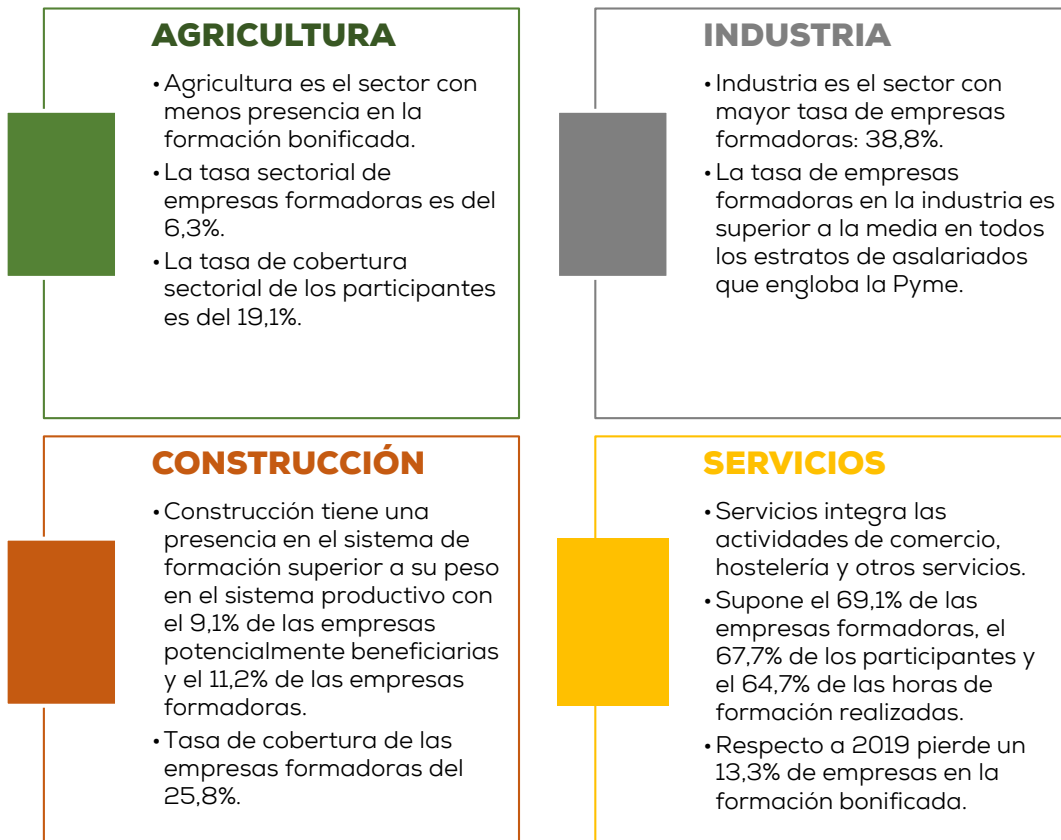 AGRICULTURA
•Agricultura es el sector con
menos presencia en la
formación bonificada.
•La tasa sectorial de
empresas formadoras es del
6,3%.
•La tasa de cobertura
sectorial de los participantes
es del 19,1%.
INDUSTRIA
•Industria es el sector con
mayor tasa de empresas
formadoras: 38,8%.
•La tasa de empresas
formadoras en la industria es
superior a la media en todos
los estratos de asalariados
que engloba la Pyme.
CONSTRUCCIÓN
•Construcción tiene una
presencia en el sistema de
formación superior a su peso
en el sistema productivo con
el 9,1% de las empresas
potencialmente beneficiarias
y el 11,2% de las empresas
formadoras.
•Tasa de cobertura de las
empresas formadoras del
25,8%.
SERVICIOS
•Servicios integra las
actividades de comercio,
hostelería y otros servicios.
•Supone el 69,1% de las
empresas formadoras, el
67,7% de los participantes y
el 64,7% de las horas de
formación realizadas.
•Respecto a 2019 pierde un
13,3% de empresas en la
formación bonificada.